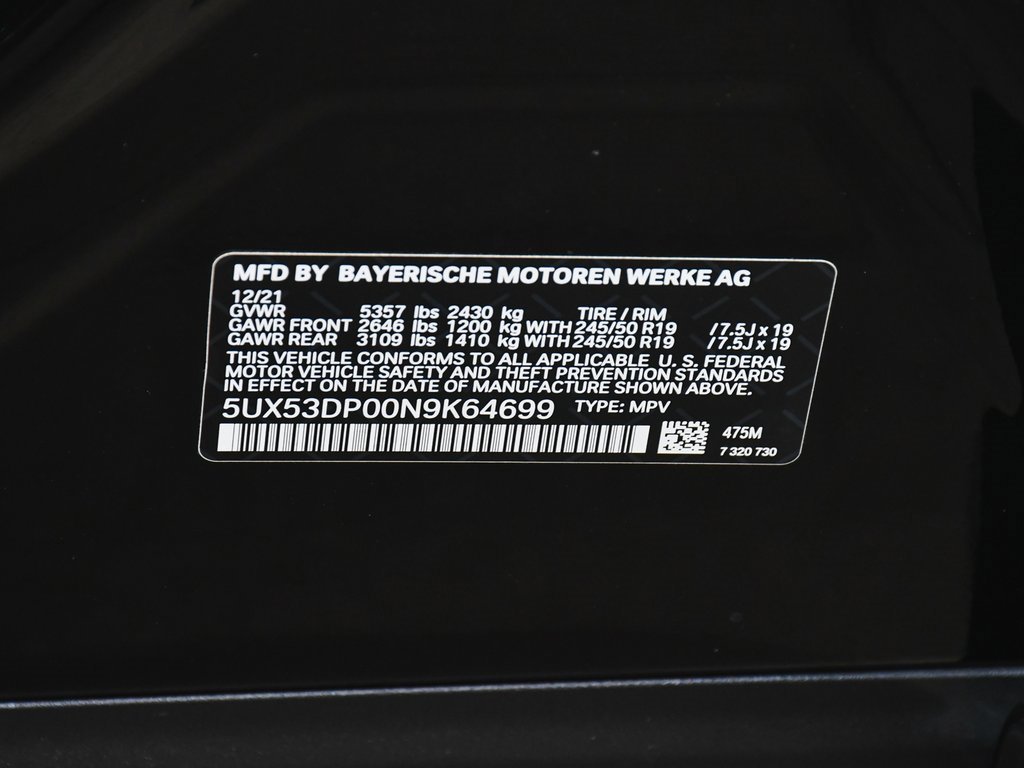 MFD BY BAYERISCHE MOTOREN WERKE AG
12/21
GVWR 5357 lbs 2430 kg TIRE / RIM
GAWR FRONT 2646 lbs 1200 kg WITH 245/50 R19 /7.5J x 19
GAWR REAR 3109 lbs 1410 kg WITH 245/50 R19 /7.5J x 19
THIS VEHICLE CONFORMS TO ALL APPLICABLE U. S. FEDERAL
MOTOR VEHICLE SAFETY AND THEFT PREVENTION STANDARDS
IN EFFECT ON THE DATE OF MANUFACTURE SHOWN ABOVE.
5UX53DP00N9K64699 TYPE: MPV
475M
7 320 730